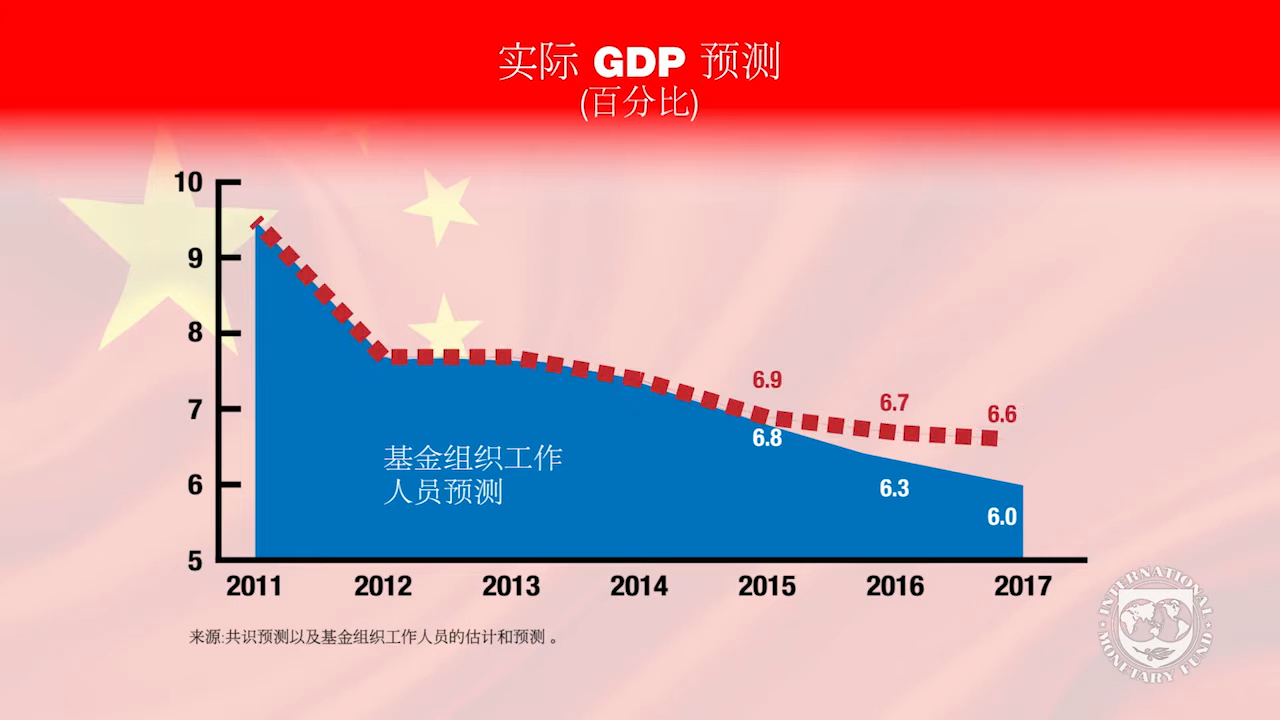 实际 GDP 预测
(百分比)
10
9
8
7
6
5
6.9
6.7
6.6
6.8
6.3
6.0
基金组织工作
人员预测
2011 2012 2013 2014 2015 2016 2017
来源:共识预测以及基金组织工作人员的估计和预测 。
INTERNATIONAL
MONETARY FUND